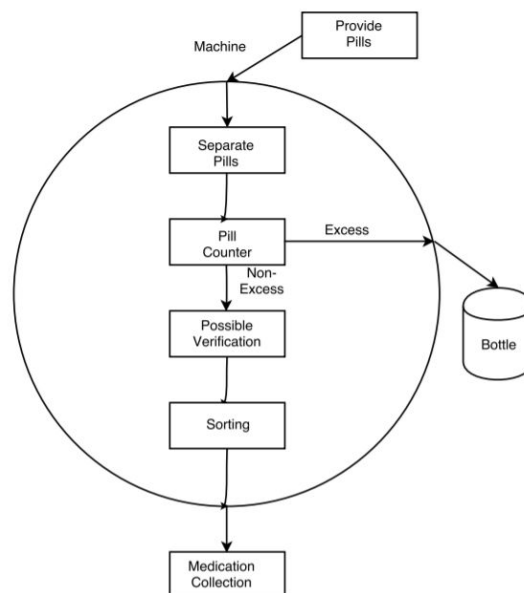 Provide
Pills
Machine
Separate
Pills
Pill
Counter
Excess
Non-
Excess
Possible
Verification
Bottle
Sorting
Medication
Collection